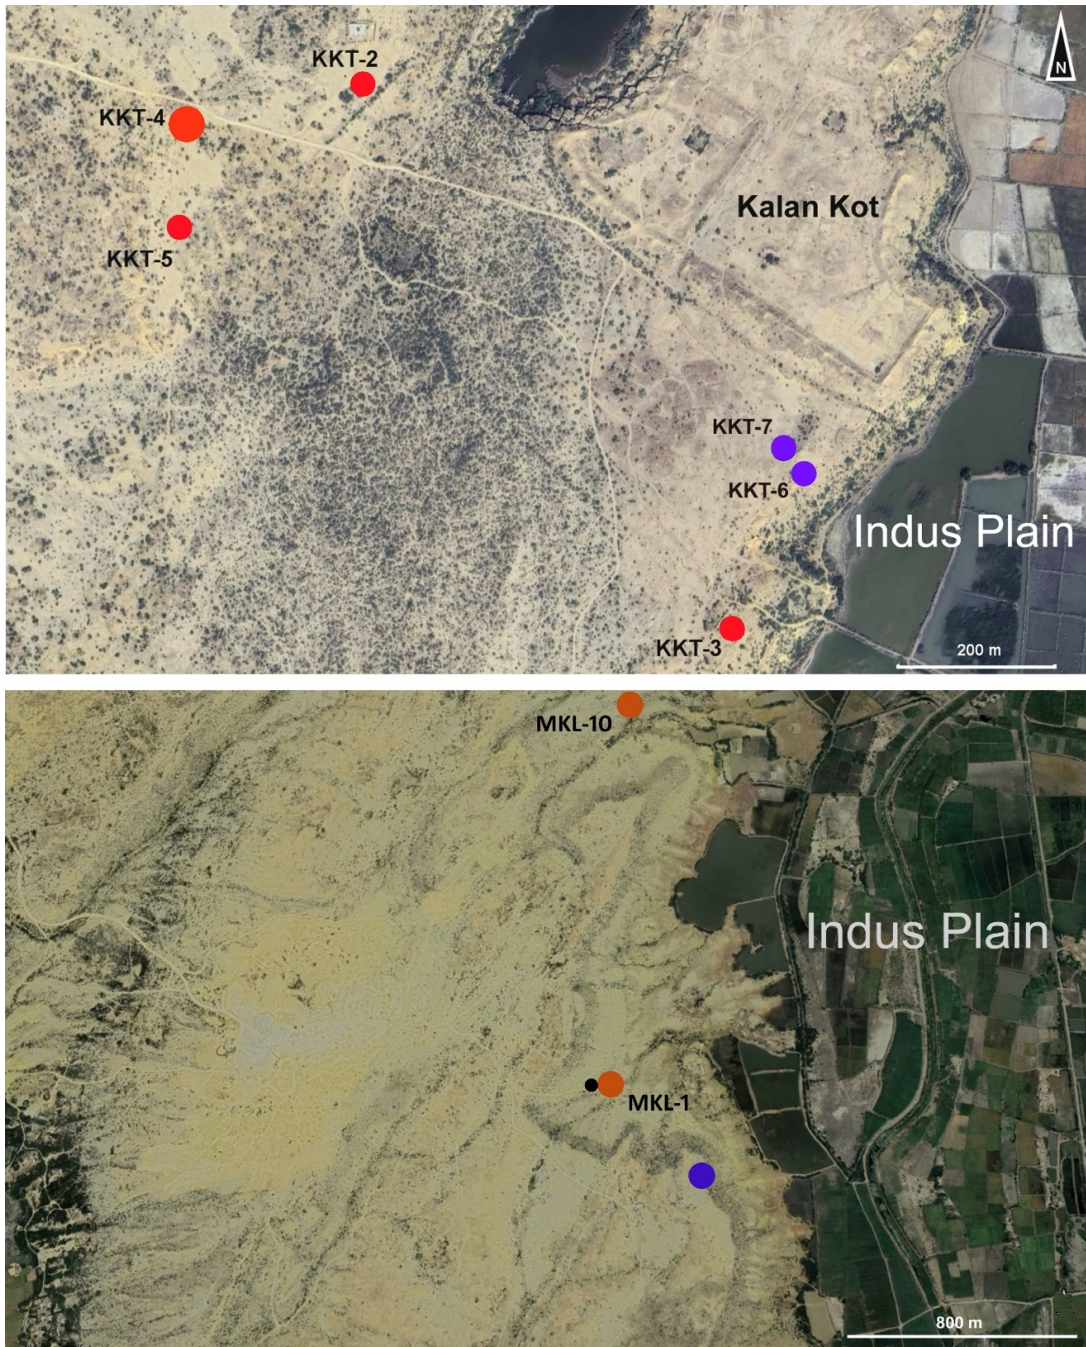 KKT-2
N
KKT-4
Kalan Kot
KKT-5
KKT-7
KKT-6
Indus Plain
KKT-3
200 m
MKL-10
Indus Plain
MKL-1
800 m